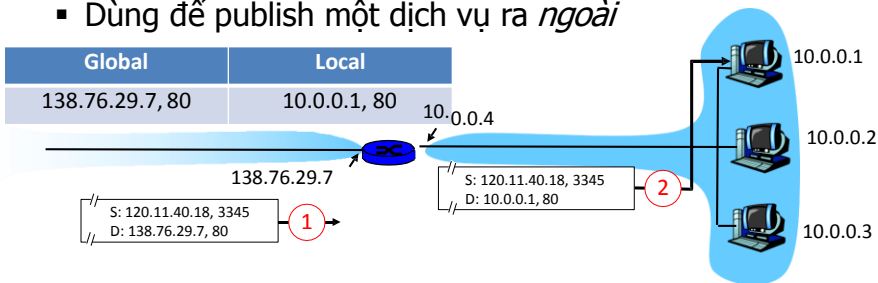 ▪ Dùng để publish một dịch vụ ra ngoài
Global Local
138.76.29.7, 80 10.0.0.1, 80
10.0.0.1
10.0.0.4
10.0.0.2
138.76.29.7
S: 120.11.40.18, 3345
D: 10.0.0.1, 80
2
S: 120.11.40.18, 3345
D: 138.76.29.7, 80
1
10.0.0.3